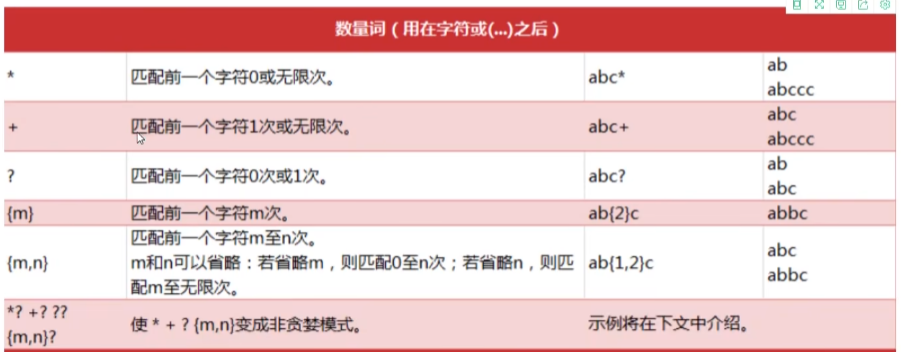 数量词（用在字符或(...)之后）
* 匹配前一个字符0或无限次。 abc* ab
abccc
+ 匹配前一个字符1次或无限次。 abc+ abc
abccc
? 匹配前一个字符0次或1次。 abc? ab
abc
{m} 匹配前一个字符m次。 ab{2}c abbc
{m,n} 匹配前一个字符m至n次。
m和n可以省略：若省略m，则匹配0至n次；若省略n，则匹
配m至无限次。 ab{1,2}c abc
abbc
*? +? ??
{m,n}? 使 * + ? {m,n}变成非贪婪模式。 示例将在下文中介绍。